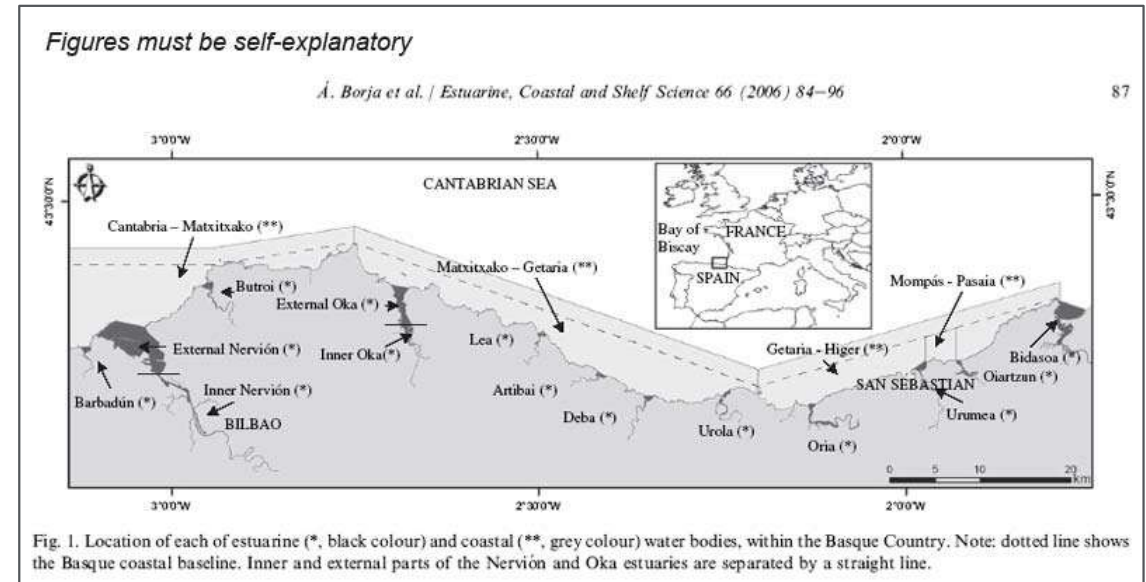 Figures must be self-explanatory
Á. Borja et al. / Estuarine, Coastal and Shelf Science 66 (2006) 84–96 87
3°0'0"W 2°30'0"W 2°0'0"W
43°30'0"N
43°30'0"N
CANTABRIAN SEA
Bay of
Biscay
FRANCE
SPAIN
Cantabria – Matxitxako (**)
Matxitxako – Getaria (**)
Mompás - Pasaia (**)
Butroi (*)
External Oka (*)
External Nervión (*)
Inner Oka(*)
Lea (*)
Getaria - Higer (**)
Bidasoa (*)
Oiartzun (*)
SAN SEBASTIAN
Barbadún (*)
Inner Nervión (*)
Artibai (*)
BILBAO
Deba (*)
Urola (*)
Oria (*)
Urumea (*)
0 5 10 20
km
3°0'0"W 2°30'0"W 2°0'0"W
Fig. 1. Location of each of estuarine (*, black colour) and coastal (**, grey colour) water bodies, within the Basque Country. Note: dotted line shows
the Basque coastal baseline. Inner and external parts of the Nervión and Oka estuaries are separated by a straight line.